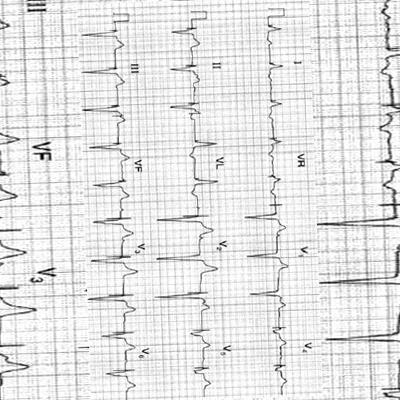 I VR V₁ V₄
II VL V₂ V₅
III VF V₃ V₆
III VF V₃